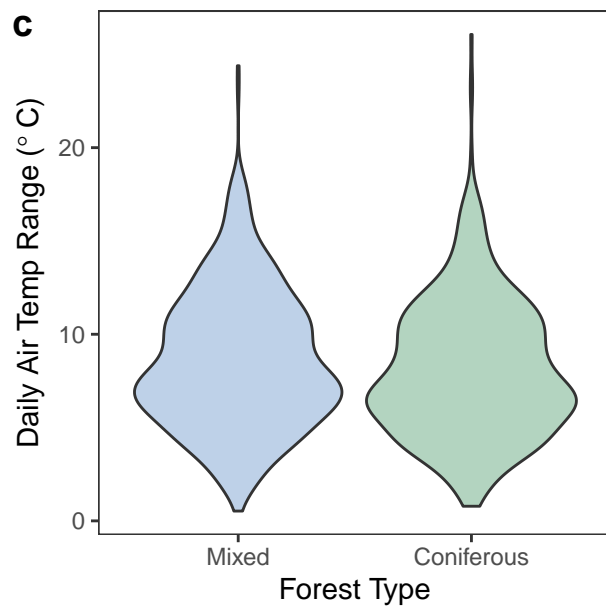 c
Daily Air Temp Range (° C)
20
10
0
Mixed
Coniferous
Forest Type